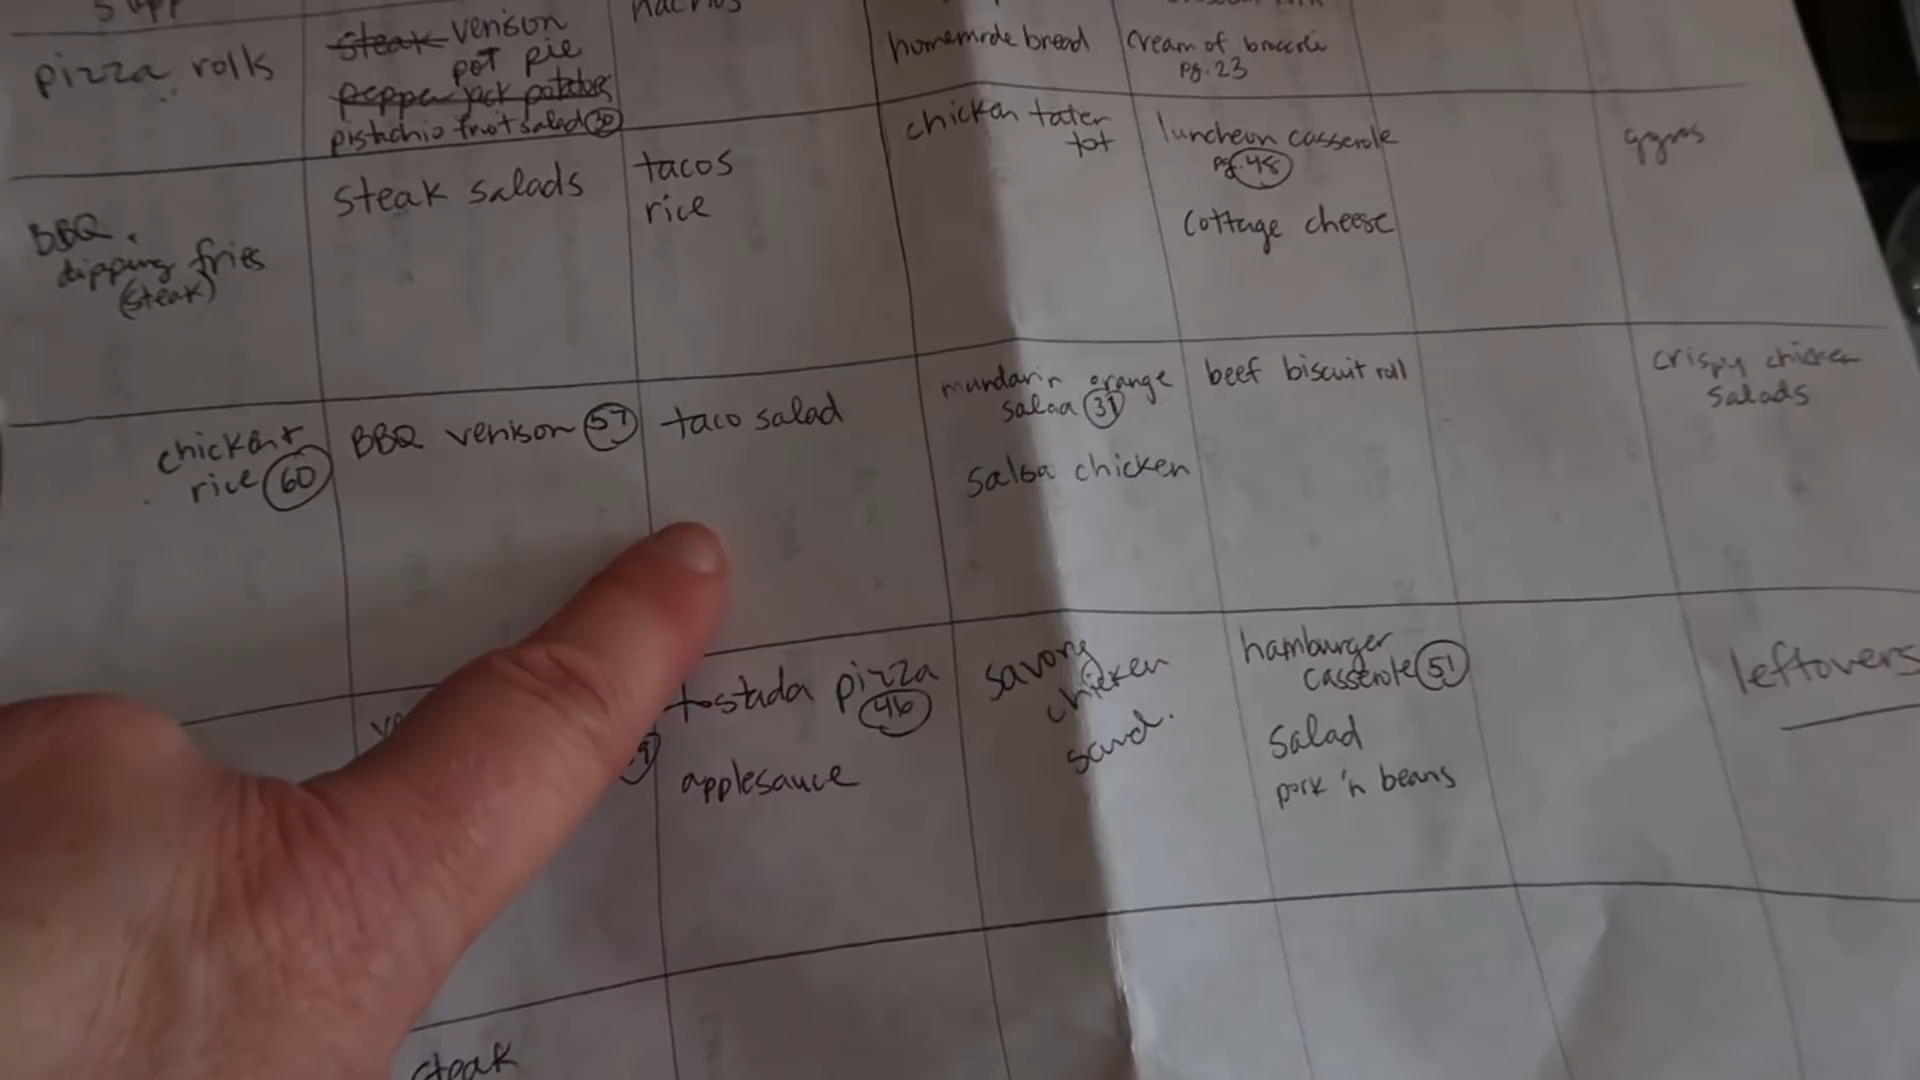 pizza rolls
steak venison
pot pie
pepper jack potatoes
pistachio fruit salad 30
nachos
homemade bread
cream of broccoli
pg. 23
BBQ
dipping fries
(steak)
steak salads
tacos
rice
chicken tater
tot
luncheon casserole
pg. 48
cottage cheese
gyros
chicken +
rice 60
BBQ venison 57
taco salad
mandarin orange
salad 31
salsa chicken
beef biscuit roll
crispy chicken
salads
tostada pizza
46
applesauce
savory
chicken
sand.
hamburger
casserole 51
salad
pork 'n beans
leftovers
steak